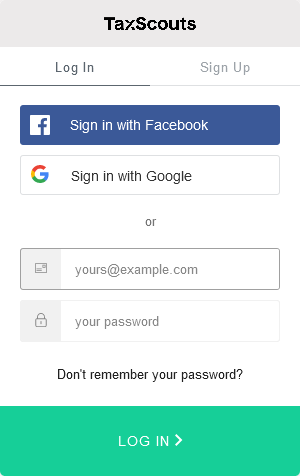 TaxScouts
Log In
Sign Up
Sign in with Facebook
Sign in with Google
or
yours@example.com
your password
Don't remember your password?
LOG IN